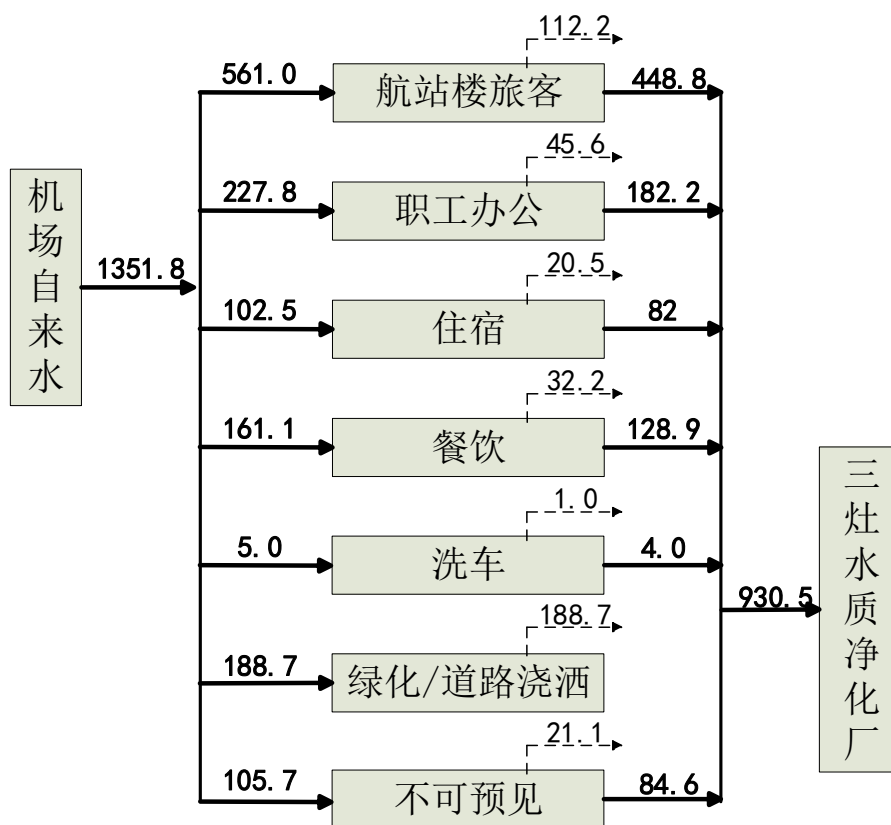 112.2
561.0
航站楼旅客
448.8
45.6
227.8
职工办公
182.2
机场自来水
1351.8
20.5
102.5
住宿
82
32.2
161.1
餐饮
128.9
1.0
5.0
洗车
4.0
三灶水质净化厂
930.5
188.7
188.7
绿化/道路浇洒
21.1
105.7
不可预见
84.6